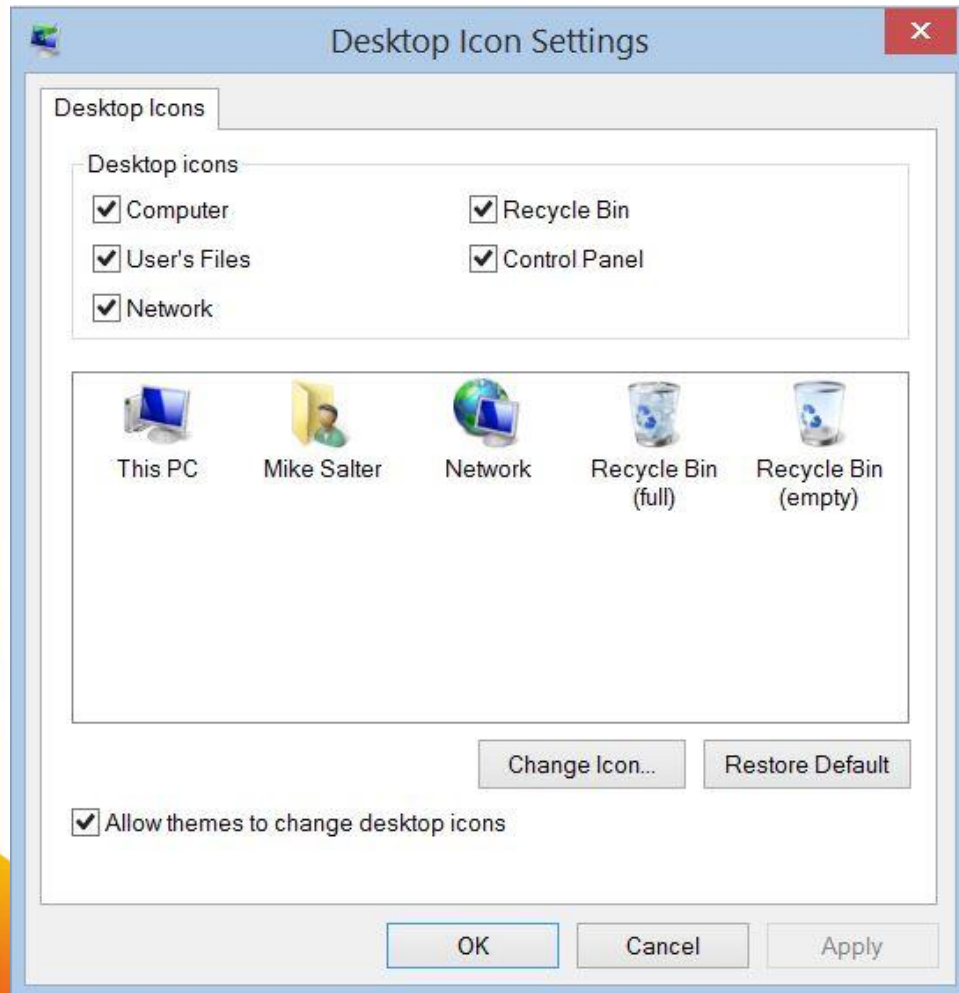 Desktop Icon Settings
Desktop Icons
Desktop icons
Computer
Recycle Bin
User's Files
Control Panel
Network
This PC
Mike Salter
Network
Recycle Bin
(full)
Recycle Bin
(empty)
Change Icon...
Restore Default
Allow themes to change desktop icons
OK
Cancel
Apply